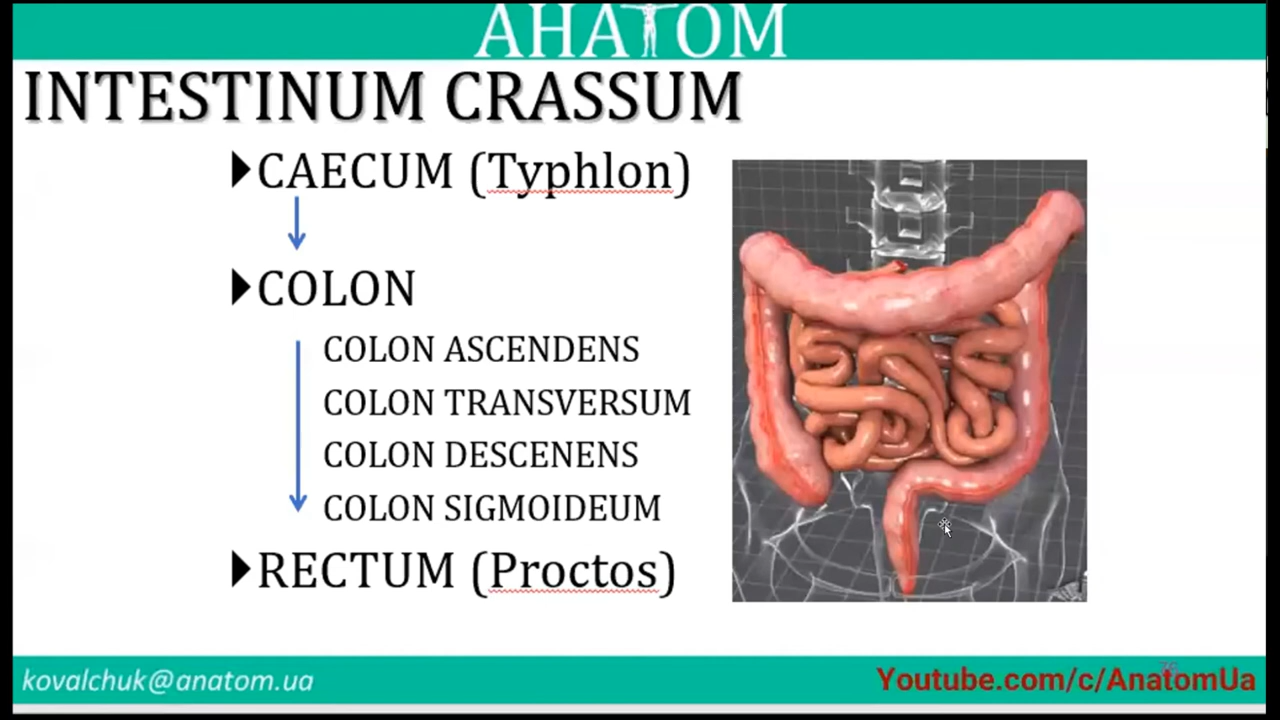 АНАТОМ
INTESTINUM CRASSUM
CAECUM (Typhlon)
COLON
COLON ASCENDENS
COLON TRANSVERSUM
COLON DESCENENS
COLON SIGMOIDEUM
RECTUM (Proctos)
kovalchuk@anatom.ua
Youtube.com/c/AnatomUa